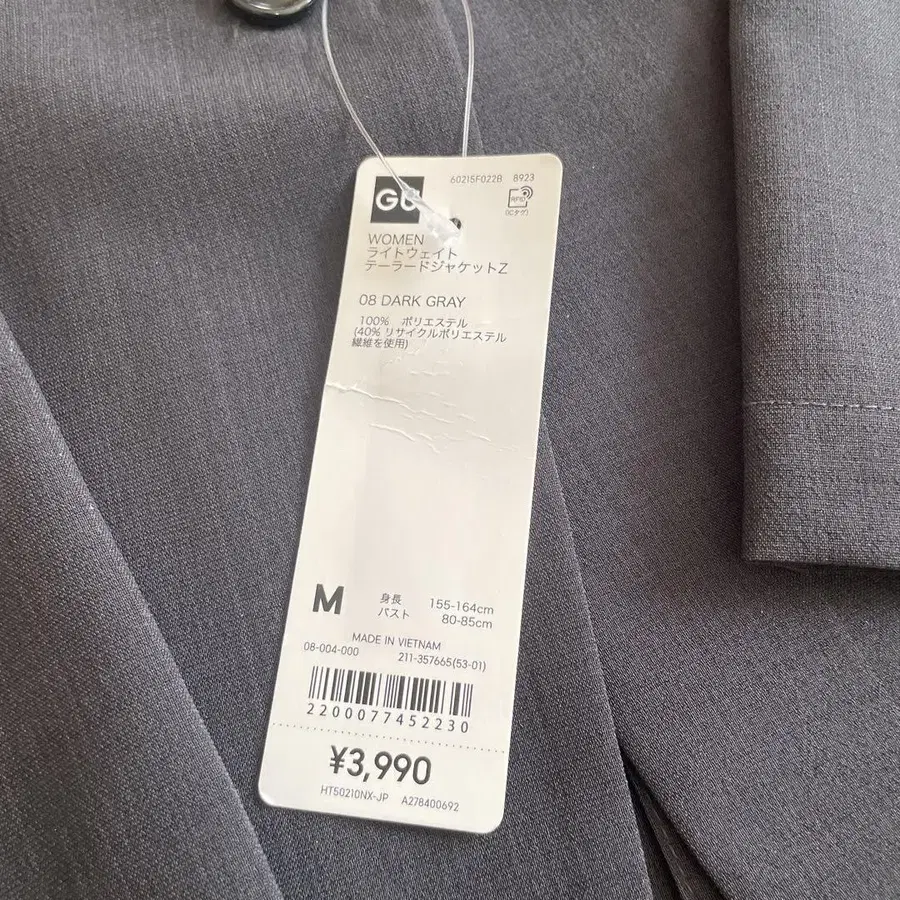 GU
60215F022B 8923
RFID
(ICタグ)
WOMEN
ライトウェイト
テーラードジャケットZ
08 DARK GRAY
100% ポリエステル
(40% リサイクルポリエステル
繊維を使用)
M
身長 155-164cm
バスト 80-85cm
MADE IN VIETNAM
08-004-000 211-357665(53-01)
2200077452230
¥3,990
HT50210NX-JP A278400692